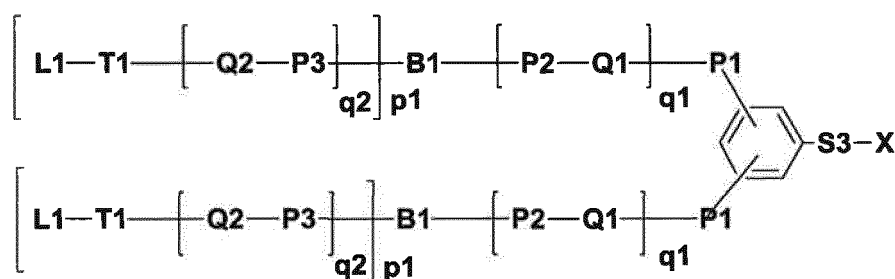 L1—T1—[Q2—P3]q2]p1—B1—[P2—Q1]q1—P1
S3—X
[L1—T1—[Q2—P3]q2]p1—B1—[P2—Q1]q1—P1